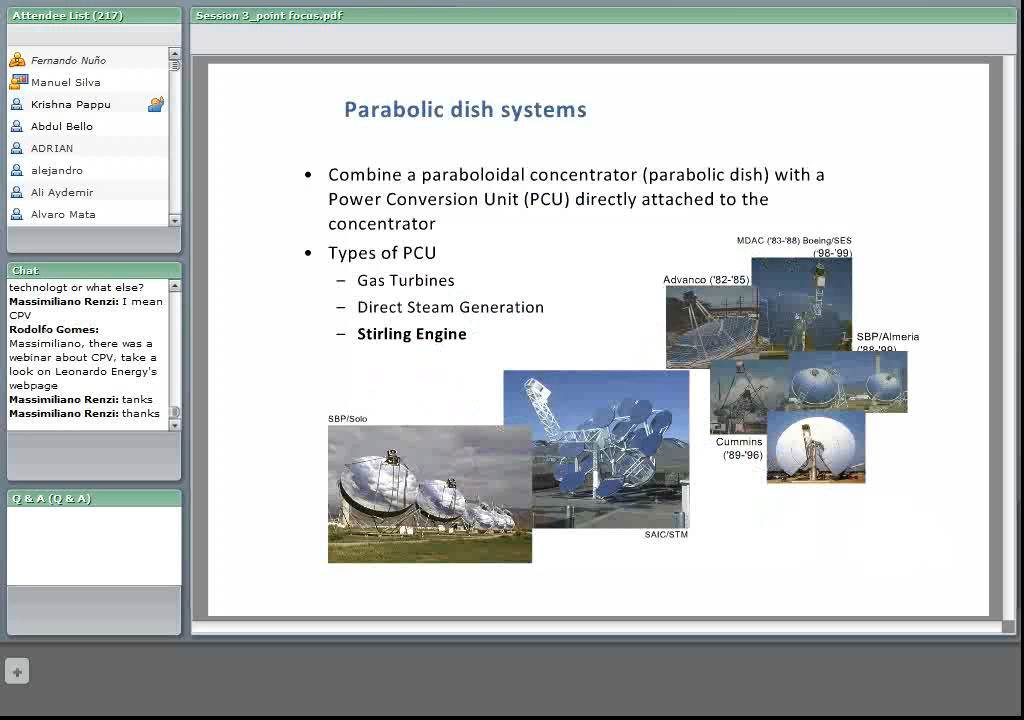 Attendee List (217)
Fernando Nuño
Manuel Silva
Krishna Pappu
Abdul Bello
ADRIAN
alejandro
Ali Aydemir
Alvaro Mata
Chat
technologt or what else?
Massimiliano Renzi: I mean
CPV
Rodolfo Gomes:
Massimiliano, there was a
webinar about CPV, take a
look on Leonardo Energy's
webpage
Massimiliano Renzi: tanks
Massimiliano Renzi: thanks
Q & A (Q & A)
Session 3_point focus.pdf
Parabolic dish systems
• Combine a paraboloidal concentrator (parabolic dish) with a
Power Conversion Unit (PCU) directly attached to the
concentrator
• Types of PCU
– Gas Turbines
– Direct Steam Generation
– Stirling Engine
MDAC ('83-'88) Boeing/SES
('98-'99)
Advanco ('82-'85)
SBP/Almeria
('88-'99)
Cummins
('89-'96)
SBP/Solo
SAIC/STM